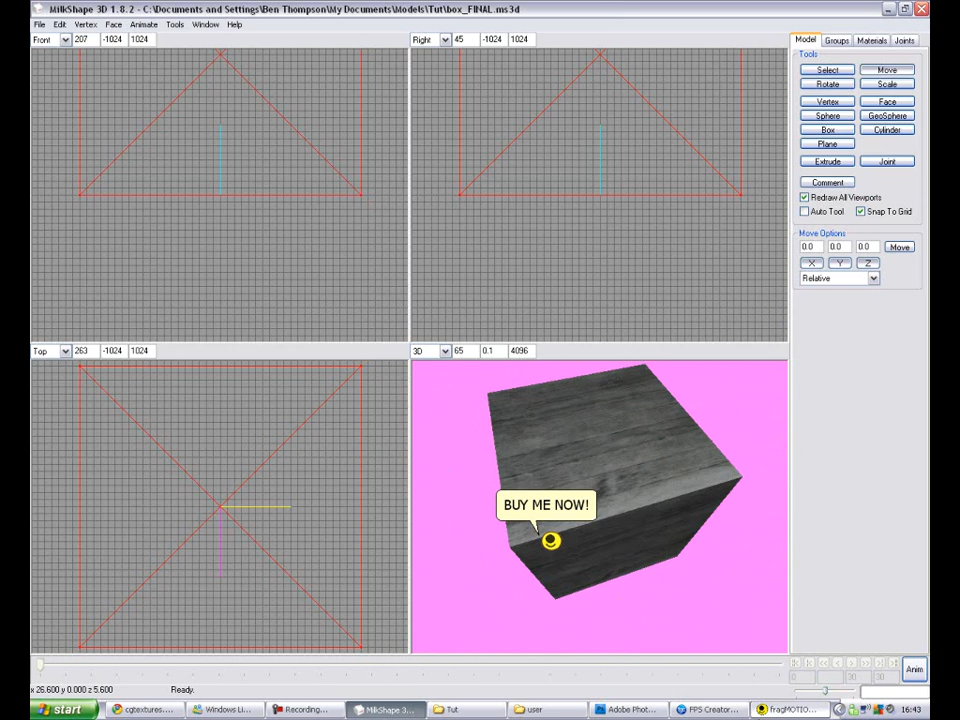 MilkShape 3D 1.8.2 - C:\Documents and Settings\Ben Thompson\My Documents\Models\Tut\box_FINAL.ms3d
File Edit Vertex Face Animate Tools Window Help
Front 207 -1024 1024
Right 45 -1024 1024
Model Groups Materials Joints
Tools
Select Move
Rotate Scale
Vertex Face
Sphere GeoSphere
Box Cylinder
Plane
Extrude Joint
Comment
Redraw All Viewports
Auto Tool Snap To Grid
Move Options
0.0 0.0 0.0 Move
X Y Z
Relative
Top 263 -1024 1024
3D 65 0.1 4096
BUY ME NOW!
Anim
0 30 30
x 26.600 y 0.000 z 5.600 Ready.
start cgtextures.... Windows Li... Recording... MilkShape 3... Tut user Adobe Phot... FPS Creator... fragMOTIO... 16:43